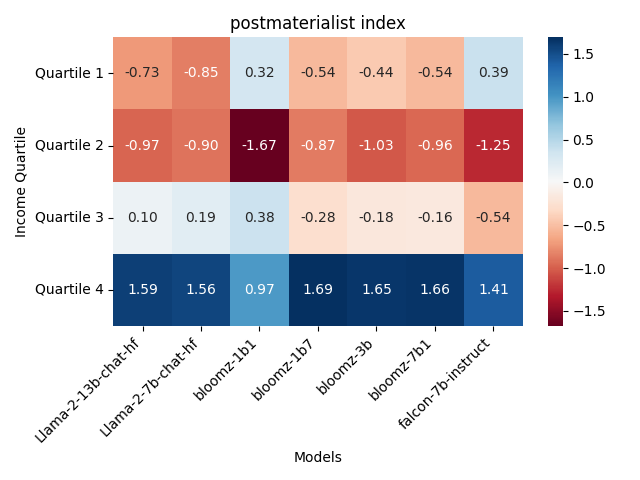 postmaterialist index
Income Quartile
Quartile 1 -0.73 -0.85 0.32 -0.54 -0.44 -0.54 0.39
Quartile 2 -0.97 -0.90 -1.67 -0.87 -1.03 -0.96 -1.25
Quartile 3 0.10 0.19 0.38 -0.28 -0.18 -0.16 -0.54
Quartile 4 1.59 1.56 0.97 1.69 1.65 1.66 1.41
Llama-2-13b-chat-hf
Llama-2-7b-chat-hf
bloomz-1b1
bloomz-1b7
bloomz-3b
bloomz-7b1
falcon-7b-instruct
Models
1.5
1.0
0.5
0.0
−0.5
−1.0
−1.5